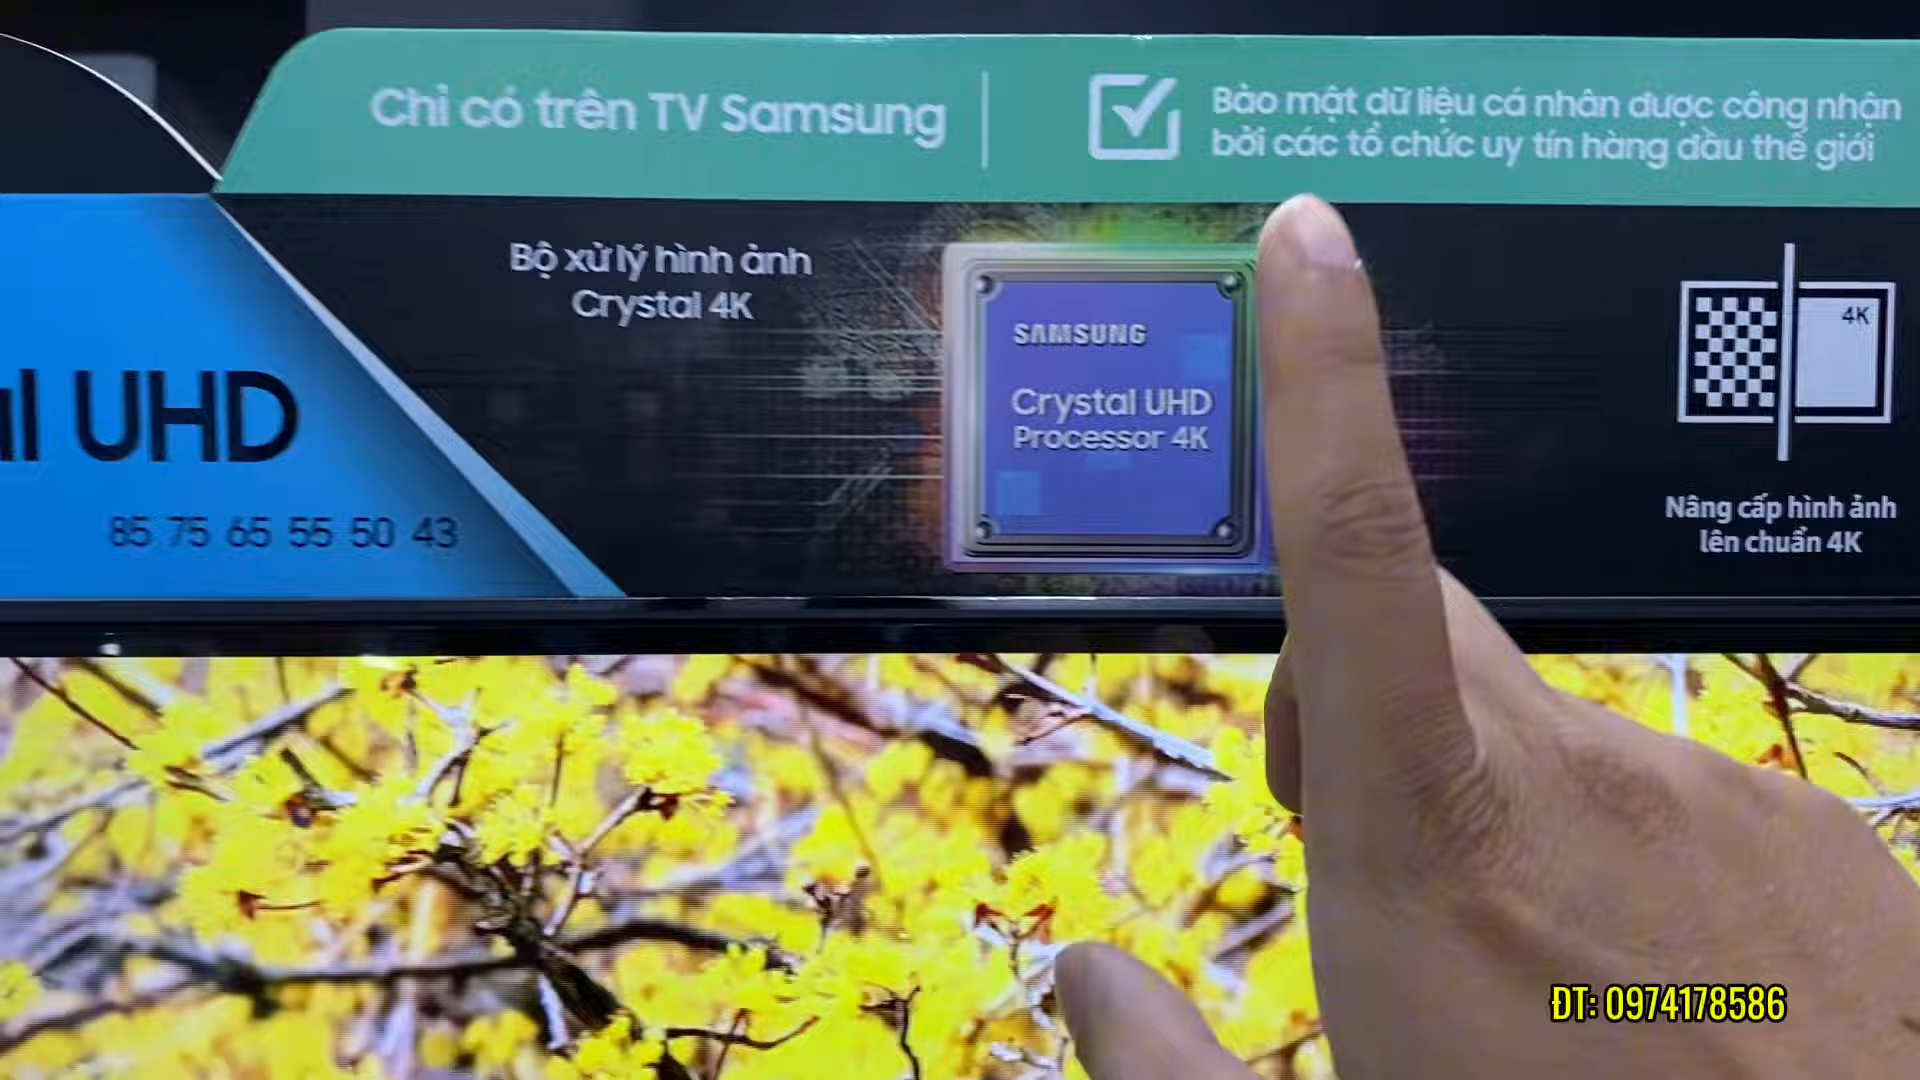 Chỉ có trên TV Samsung
Bảo mật dữ liệu cá nhân được công nhận
bởi các tổ chức uy tín hàng đầu thế giới
Bộ xử lý hình ảnh
Crystal 4K
SAMSUNG
Crystal UHD
Processor 4K
4K
Nâng cấp hình ảnh
lên chuẩn 4K
al UHD
85 75 65 55 50 43
ĐT: 0974178586